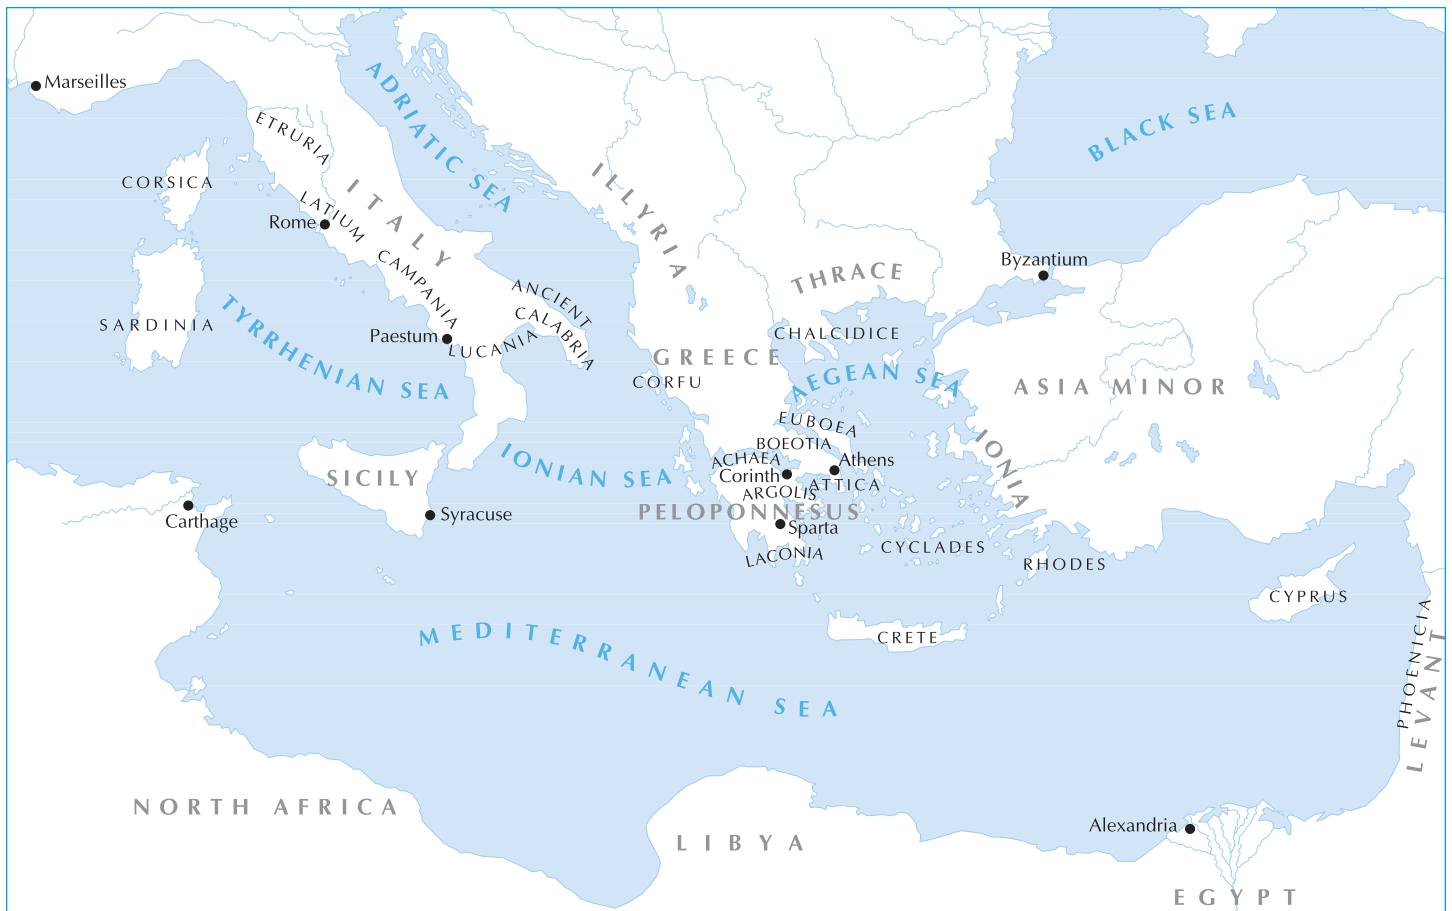 Marseilles
ADRIATIC SEA
BLACK SEA
ETRURIA
CORSICA
ITALY
ILLYRIA
LATIUM
Rome
CAMPANIA
Byzantium
THRACE
ANCIENT
CALABRIA
TYRRHENIAN SEA
SARDINIA
Paestum
LUCANIA
CHALCIDICE
GREECE
CORFU
AEGEAN SEA
ASIA MINOR
EUBOEA
BOEOTIA
IONIA
IONIAN SEA
ACHAEA
Athens
SICILY
Corinth
ATTICA
ARGOLIS
PELOPONNESUS
Carthage
Syracuse
Sparta
LACONIA
CYCLADES
RHODES
CYPRUS
CRETE
MEDITERRANEAN SEA
PHOENICIA
LEVANT
NORTH AFRICA
LIBYA
Alexandria
EGYPT